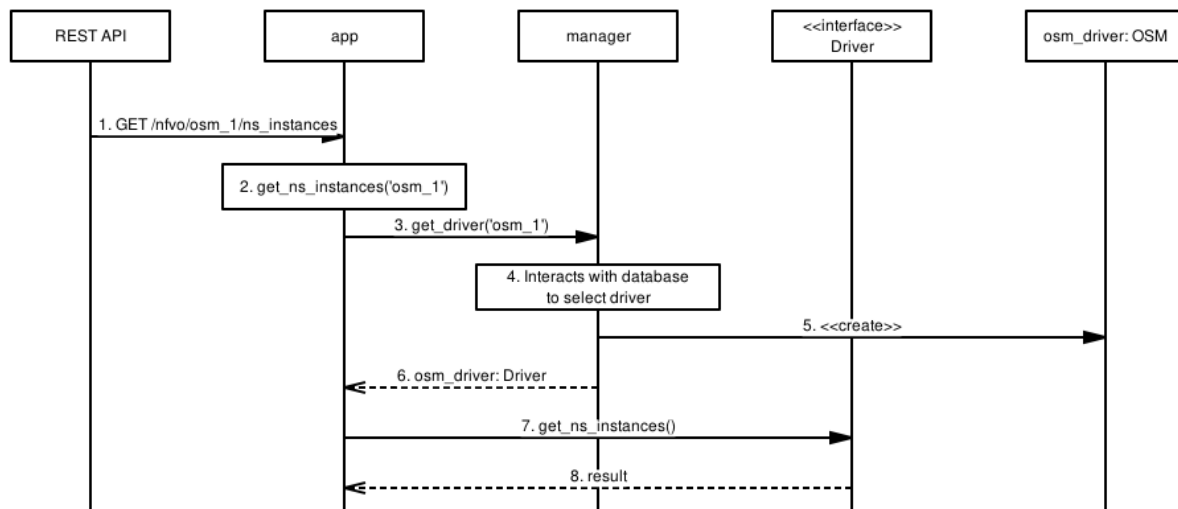 REST API
app
manager
<<interface>>
Driver
osm_driver: OSM
1. GET /nfvo/osm_1/ns_instances
2. get_ns_instances('osm_1')
3. get_driver('osm_1')
4. Interacts with database
to select driver
5. <<create>>
6. osm_driver: Driver
7. get_ns_instances()
8. result